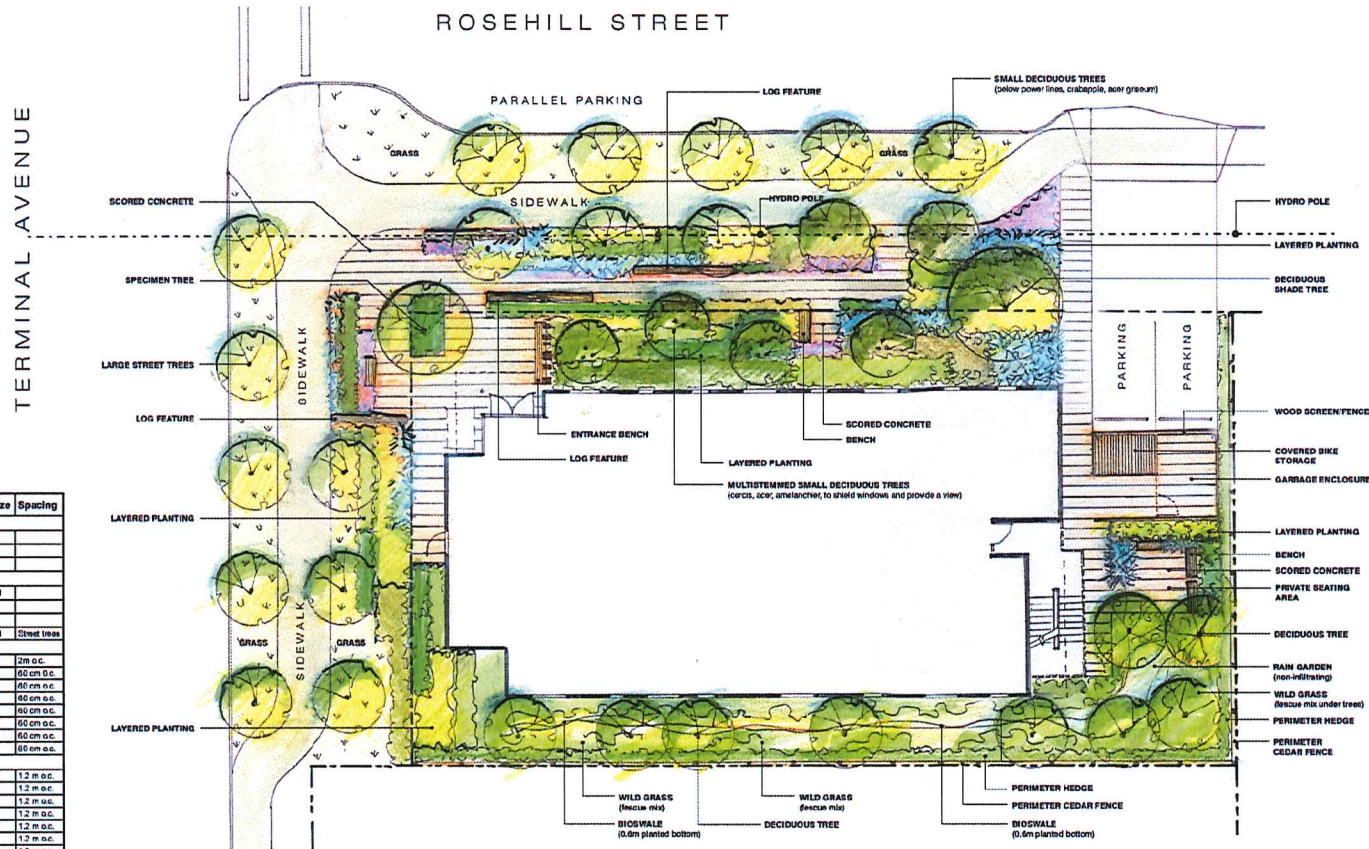 ROSEHILL STREET
TERMINAL AVENUE
PARALLEL PARKING
LOG FEATURE
SMALL DECIDUOUS TREES
(below power lines, crabapple, acer griseum)
GRASS
GRASS
SCORED CONCRETE
SIDEWALK
HYDRO POLE
HYDRO POLE
LAYERED PLANTING
SPECIMEN TREE
DECIDUOUS
SHADE TREE
LARGE STREET TREES
SIDEWALK
PARKING
PARKING
LOG FEATURE
ENTRANCE BENCH
LOG FEATURE
SCORED CONCRETE
BENCH
LAYERED PLANTING
MULTISTEMMED SMALL DECIDUOUS TREES
(cercis, acer, amelanchier, to shield windows and provide a view)
WOOD SCREEN/FENCE
COVERED BIKE
STORAGE
GARBAGE ENCLOSURE
LAYERED PLANTING
LAYERED PLANTING
BENCH
SCORED CONCRETE
PRIVATE SEATING
AREA
DECIDUOUS TREE
RAIN GARDEN
(non-infiltrating)
WILD GRASS
(fescue mix under trees)
PERIMETER HEDGE
PERIMETER
CEDAR FENCE
GRASS
SIDEWALK
GRASS
LAYERED PLANTING
WILD GRASS
(fescue mix)
BIOSWALE
(0.6m planted bottom)
WILD GRASS
(fescue mix)
DECIDUOUS TREE
PERIMETER HEDGE
PERIMETER CEDAR FENCE
BIOSWALE
(0.6m planted bottom)
Spacing
Street trees
2m o.c.
60 cm o.c.
60 cm o.c.
60 cm o.c.
60 cm o.c.
60 cm o.c.
60 cm o.c.
60 cm o.c.
1.2 m o.c.
1.2 m o.c.
1.2 m o.c.
1.2 m o.c.
1.2 m o.c.
1.2 m o.c.